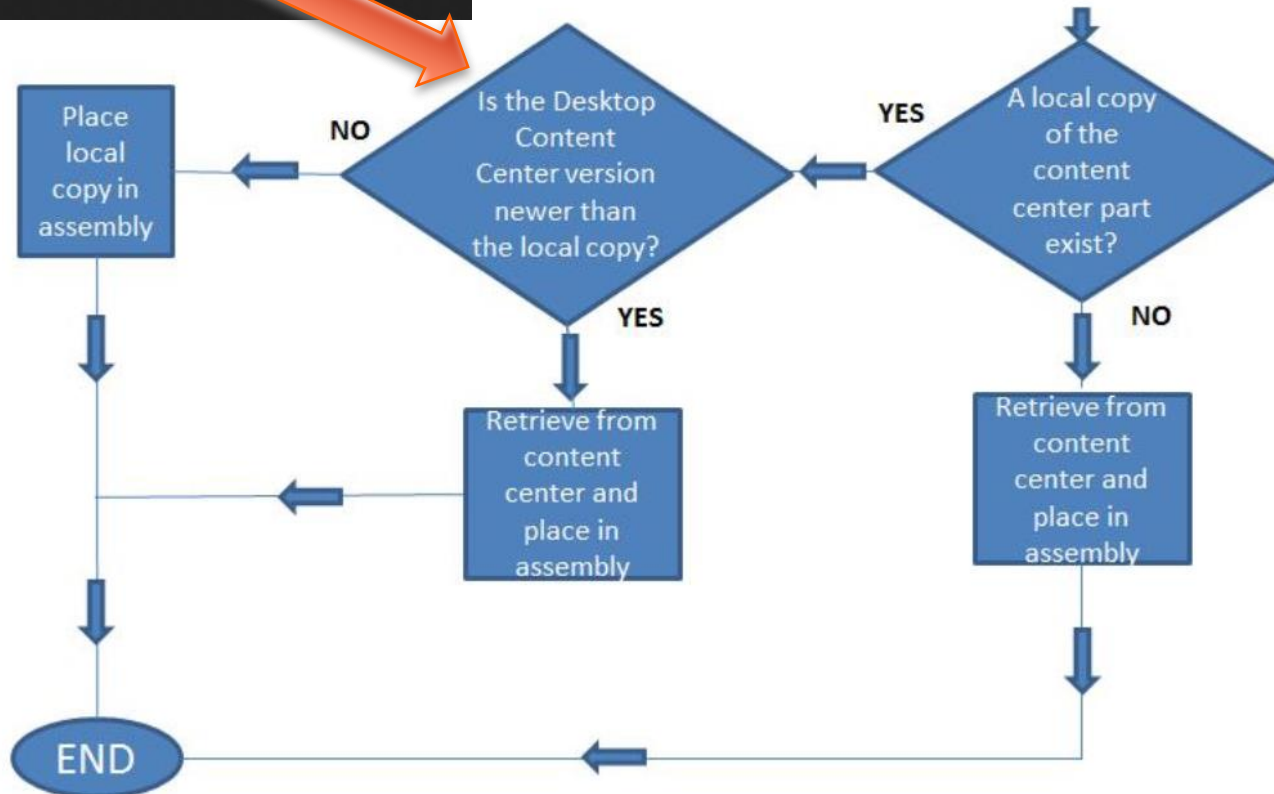 Place
local
copy in
assembly
NO
Is the Desktop
Content
Center version
newer than
the local copy?
YES
A local copy
of the
content
center part
exist?
YES
NO
Retrieve from
content
center and
place in
assembly
Retrieve from
content
center and
place in
assembly
END